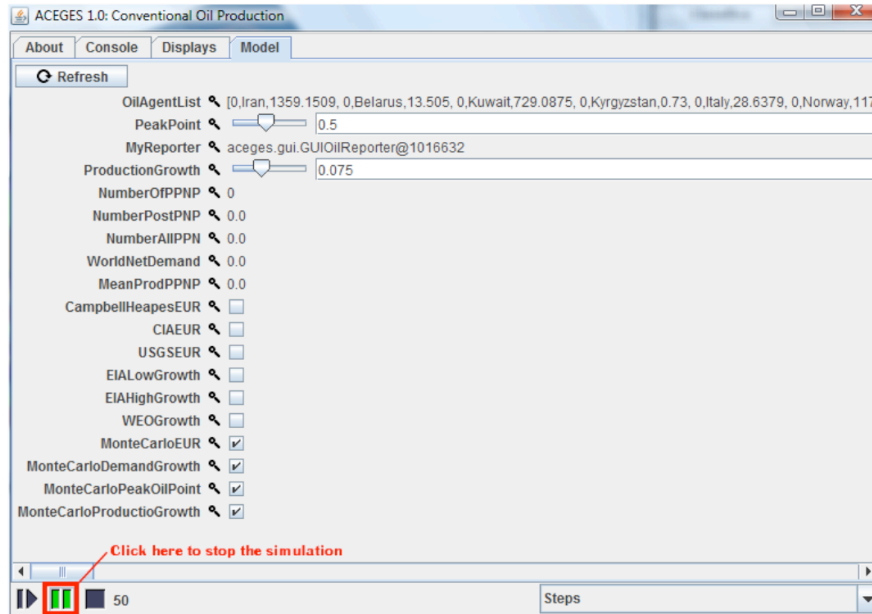 ACEGES 1.0: Conventional Oil Production
About Console Displays Model
Refresh
OilAgentList [0,Iran,1359.1509, 0,Belarus,13.505, 0,Kuwait,729.0875, 0,Kyrgyzstan,0.73, 0,Italy,28.6379, 0,Norway,117
PeakPoint 0.5
MyReporter aceges.gui.GUIOilReporter@1016632
ProductionGrowth 0.075
NumberOfPPNP 0
NumberPostPNP 0.0
NumberAllPPN 0.0
WorldNetDemand 0.0
MeanProdPPNP 0.0
CampbellHeapesEUR
CIAEUR
USGSEUR
EIALowGrowth
EIAHighGrowth
WEOGrowth
MonteCarloEUR
MonteCarloDemandGrowth
MonteCarloPeakOilPoint
MonteCarloProductioGrowth
Click here to stop the simulation
50 Steps